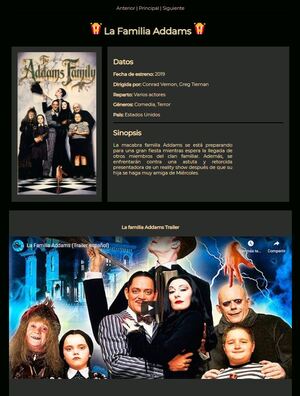 Anterior | Principal | Siguiente
La Familia Addams
The
Addams Family
Datos
Fecha de estreno: 2019
Dirigida por: Conrad Vernon, Greg Tiernan
Reparto: Varios actores
Géneros: Comedia, Terror
País: Estados Unidos
Sinopsis
La macabra familia Addams se está preparando
para una gran fiesta mientras espera la llegada de
otros miembros del clan familiar. Además, se
enfrentarán contra una astuta y retorcida
presentadora de un reality show después de que su
hija se haga muy amiga de Miércoles.
La familia Addams Trailer
La Familia Addams (Trailer español)
Compartir